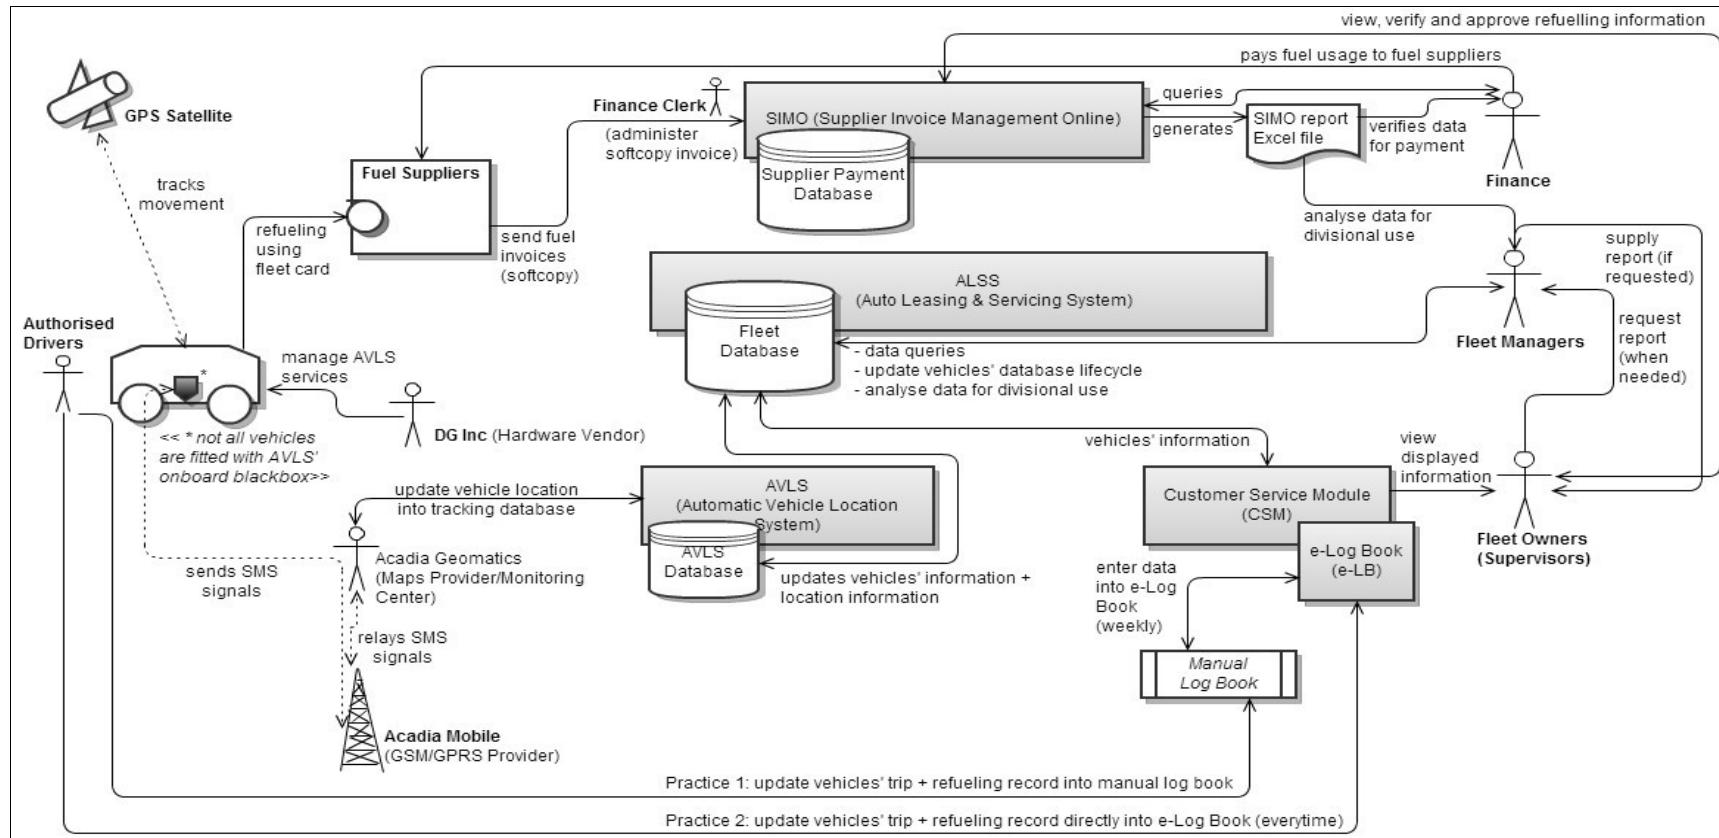 view, verify and approve refuelling information
pays fuel usage to fuel suppliers
GPS Satellite
Finance Clerk
(administer
softcopy invoice)
SIMO (Supplier Invoice Management Online)
Supplier Payment
Database
queries
generates
SIMO report
Excel file
verifies data
for payment
Finance
Fuel Suppliers
tracks
movement
refueling
using
fleet card
send fuel
invoices
(softcopy)
analyse data for
divisional use
supply
report (if
requested)
ALSS
(Auto Leasing & Servicing System)
Fleet
Database
- data queries
- update vehicles' database lifecycle
- analyse data for divisional use
Fleet Managers
request
report
(when
needed)
Authorised
Drivers
*
manage AVLS
services
DG Inc (Hardware Vendor)
<< * not all vehicles
are fitted with AVLS'
onboard blackbox>>
vehicles' information
view
displayed
information
update vehicle location
into tracking database
AVLS
(Automatic Vehicle Location
System)
AVLS
Database
Customer Service Module
(CSM)
e-Log Book
(e-LB)
Fleet Owners
(Supervisors)
sends SMS
signals
Acadia Geomatics
(Maps Provider/Monitoring
Center)
updates vehicles' information +
location information
enter data
into e-Log
Book
(weekly)
relays SMS
signals
Manual
Log Book
Acadia Mobile
(GSM/GPRS Provider)
Practice 1: update vehicles' trip + refueling record into manual log book
Practice 2: update vehicles' trip + refueling record directly into e-Log Book (everytime)